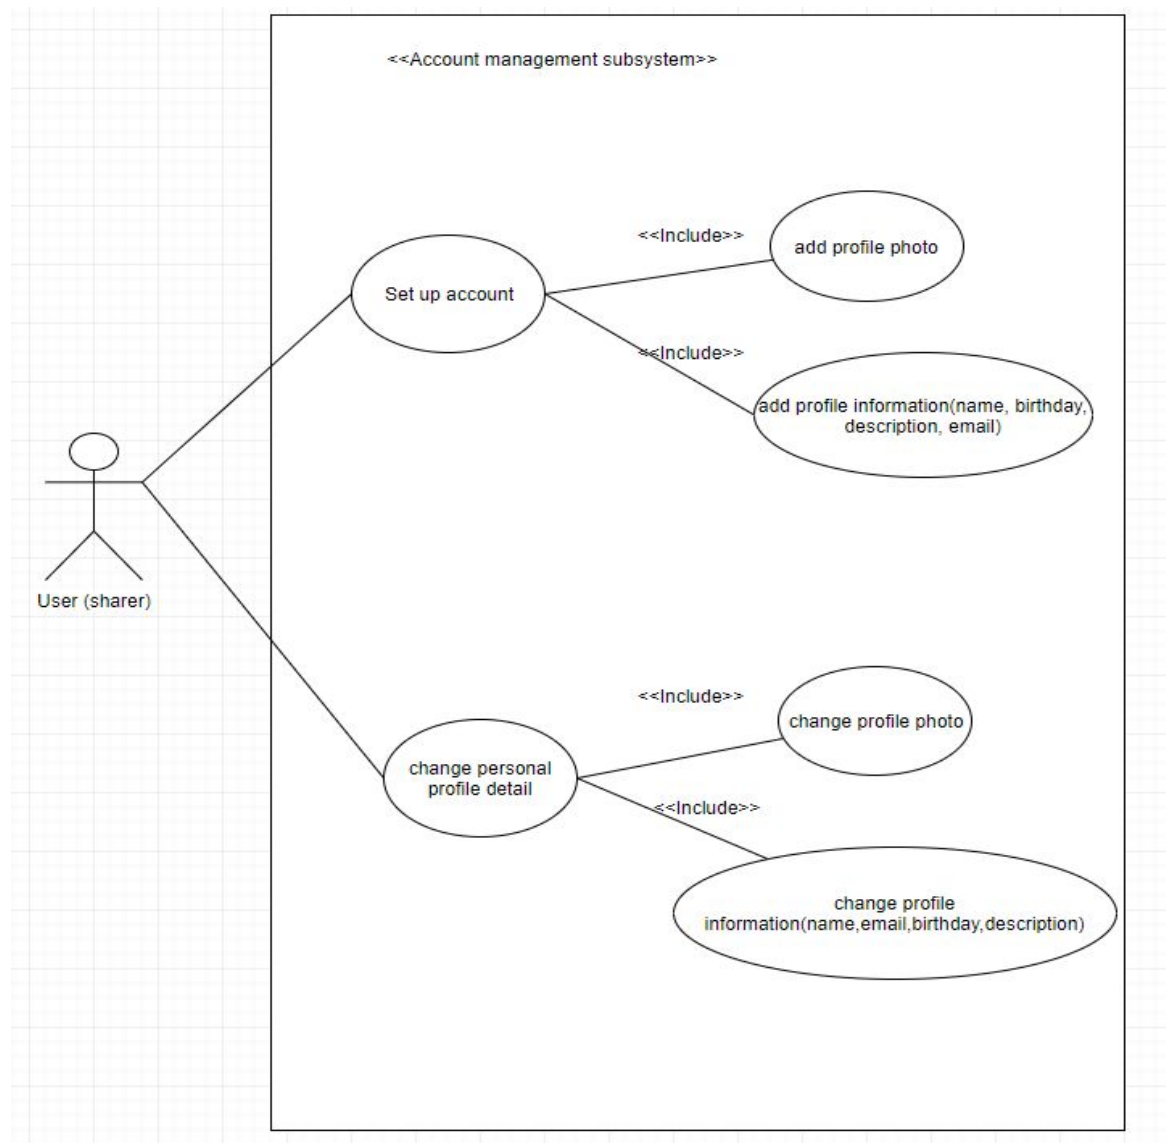 <<Account management subsystem>>
<<Include>>
add profile photo
Set up account
<<Include>>
add profile information(name, birthday,
description, email)
User (sharer)
<<Include>>
change profile photo
change personal
profile detail
<<Include>>
change profile
information(name,email,birthday,description)